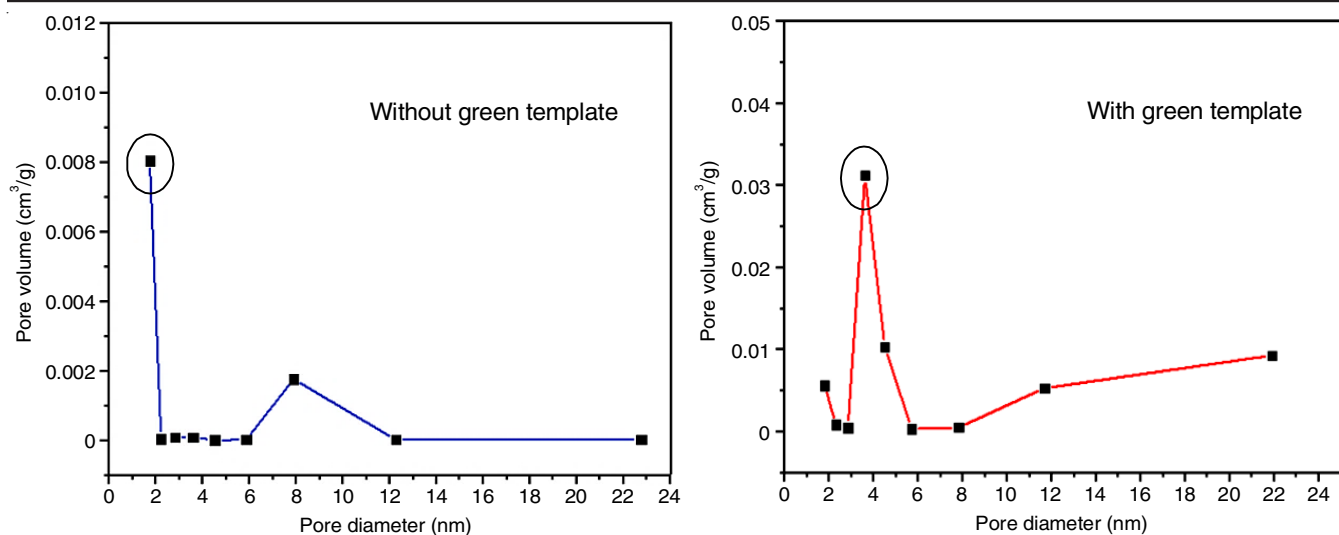 0.012
0.010
0.008
0.006
0.004
0.002
0
Pore volume (cm³/g)
Without green template
0 2 4 6 8 10 12 14 16 18 20 22 24
Pore diameter (nm)
0.05
0.04
0.03
0.02
0.01
0
Pore volume (cm³/g)
With green template
0 2 4 6 8 10 12 14 16 18 20 22 24
Pore diameter (nm)